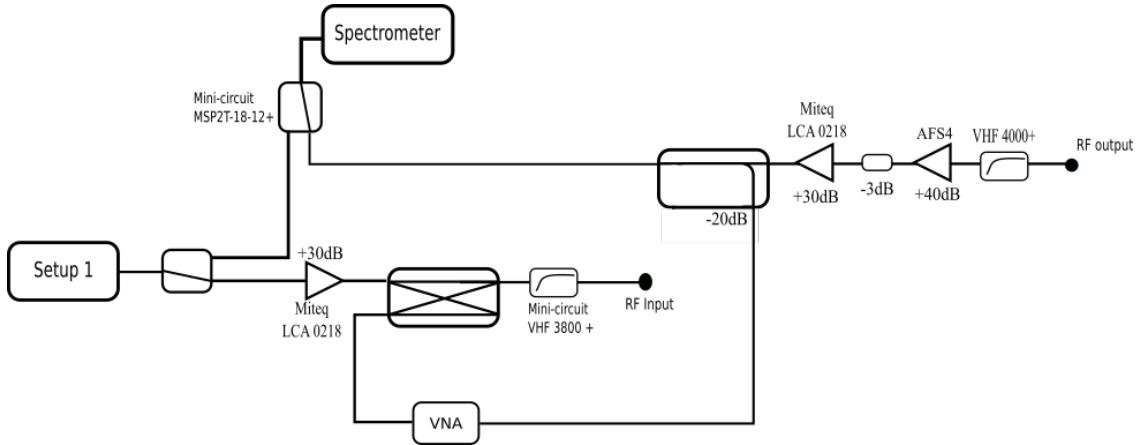 Spectrometer
Mini-circuit
MSP2T-18-12+
Miteq
LCA 0218
AFS4
VHF 4000+
RF output
+30dB
-3dB
+40dB
-20dB
Setup 1
+30dB
Miteq
LCA 0218
Mini-circuit
VHF 3800 +
RF Input
VNA